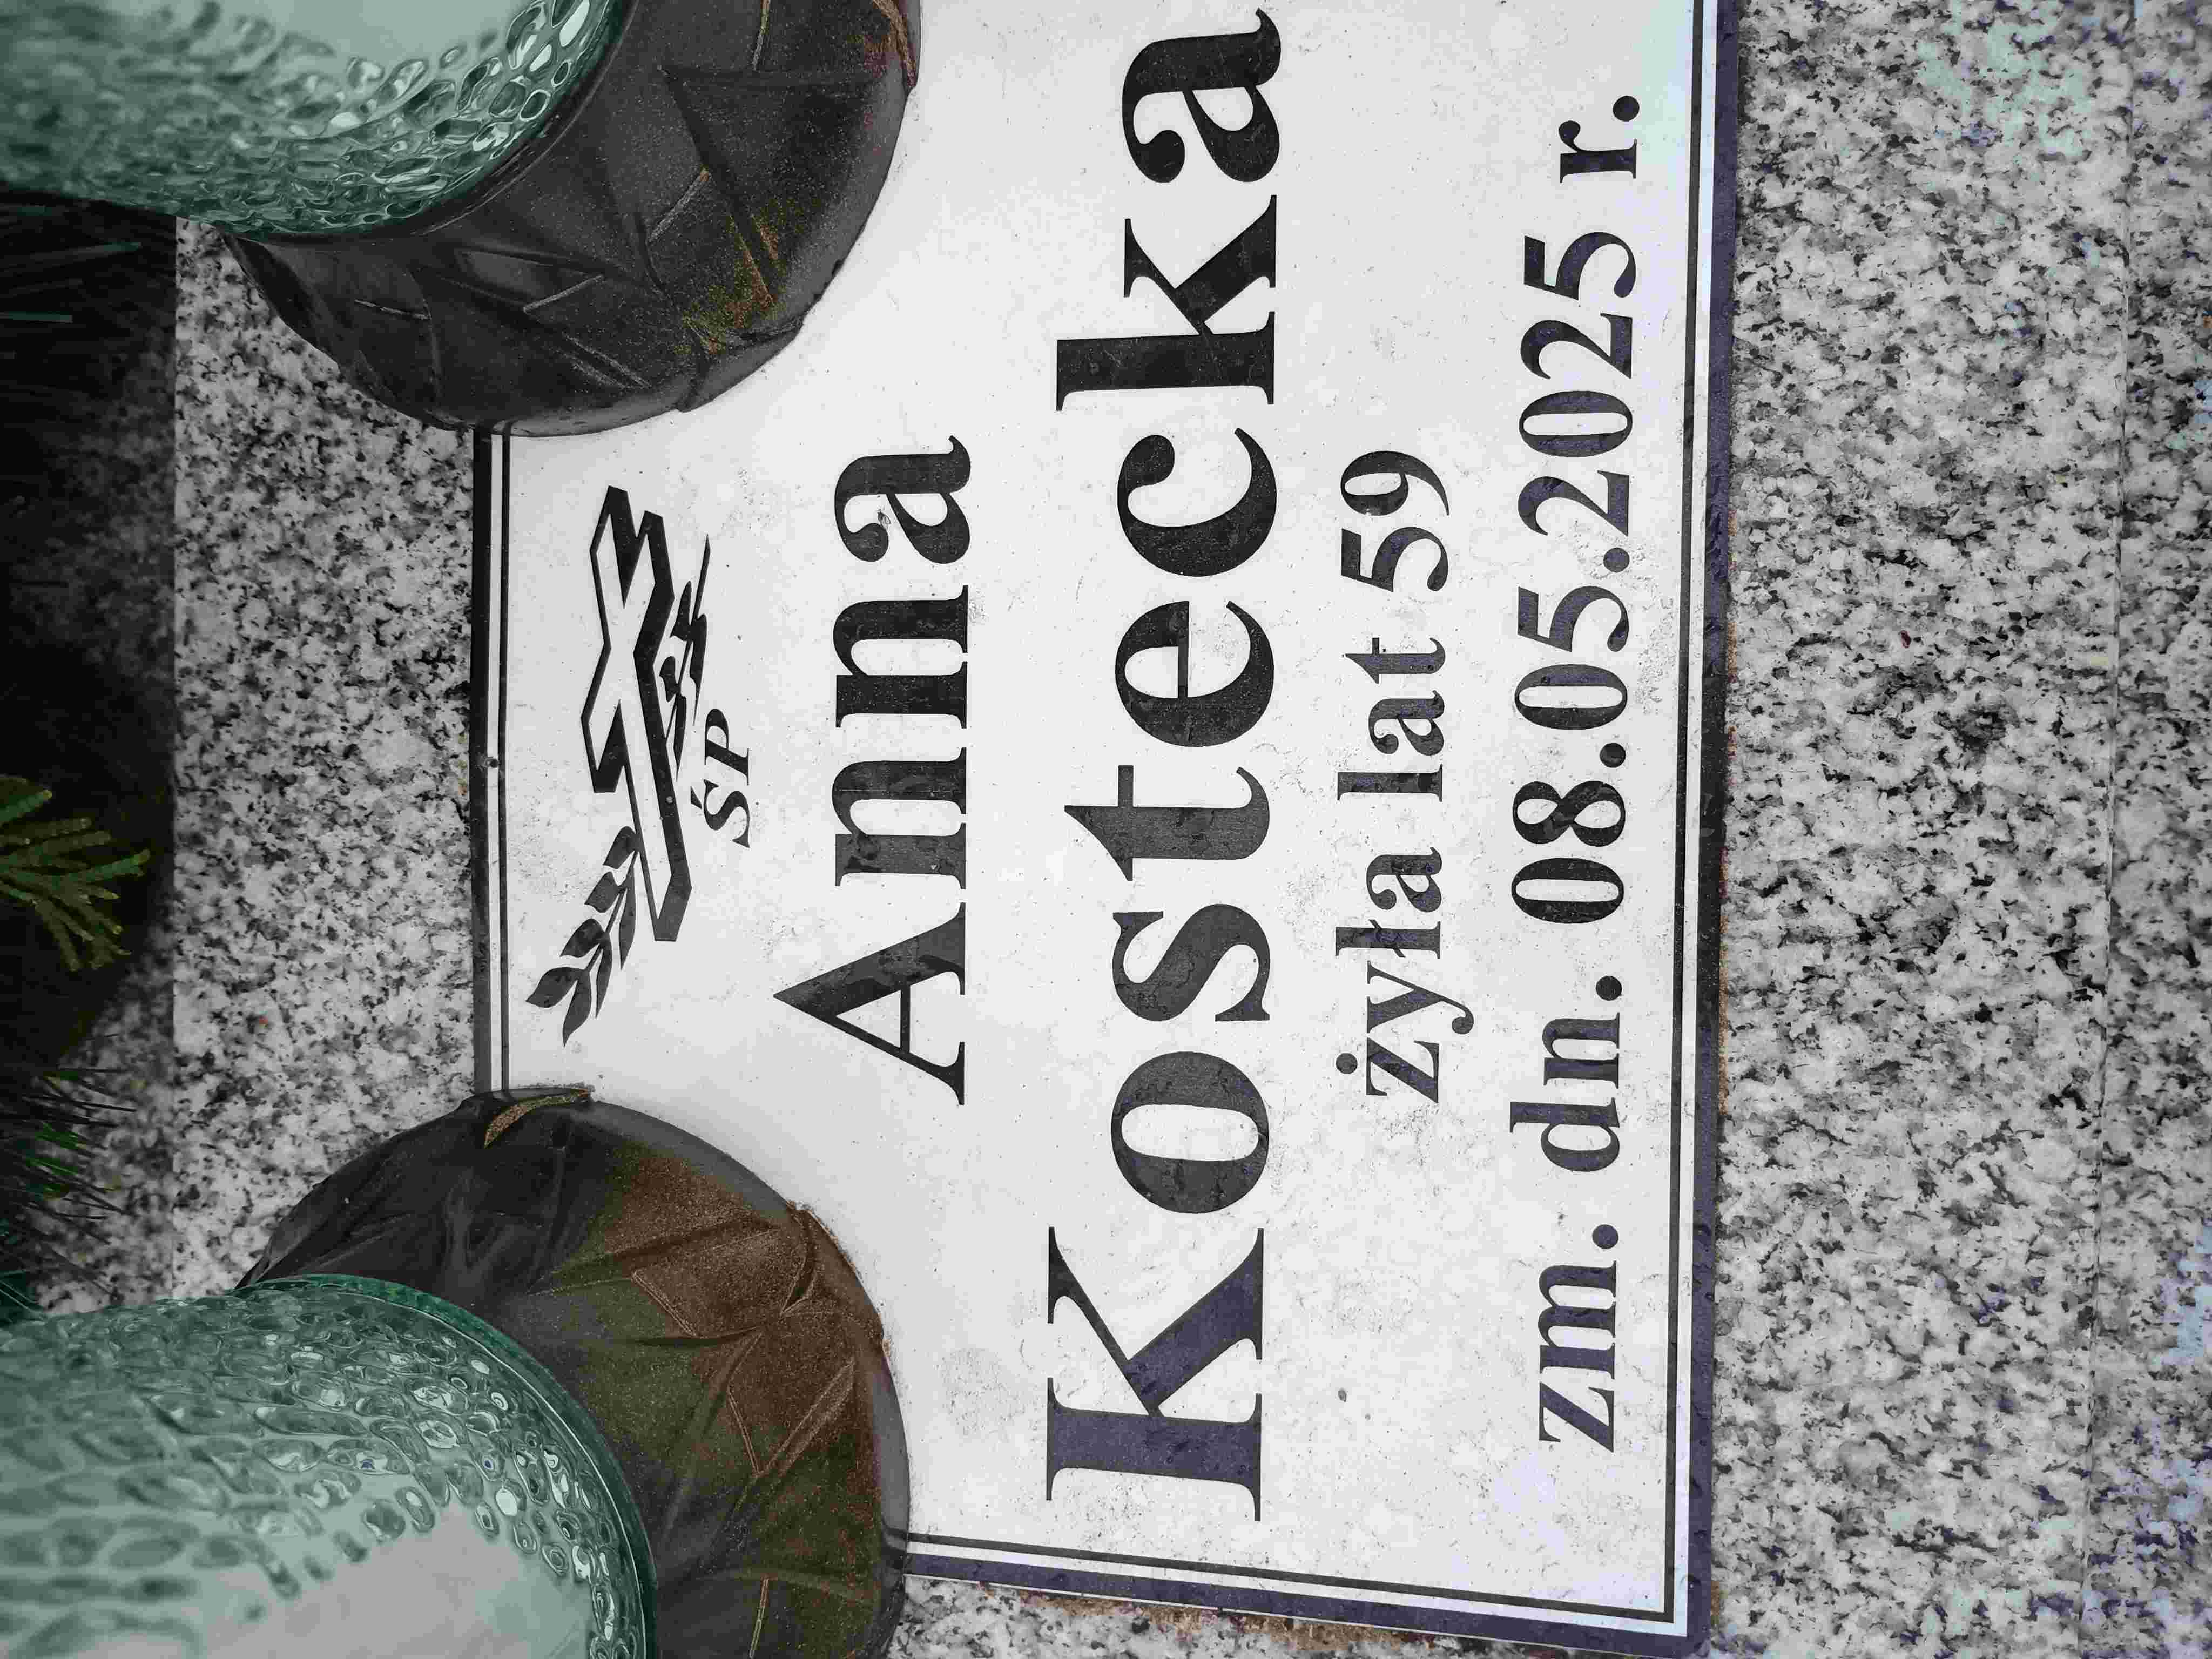 ŚP
Anna
Kostecka
żyła lat 59
zm. dn. 08.05.2025 r.